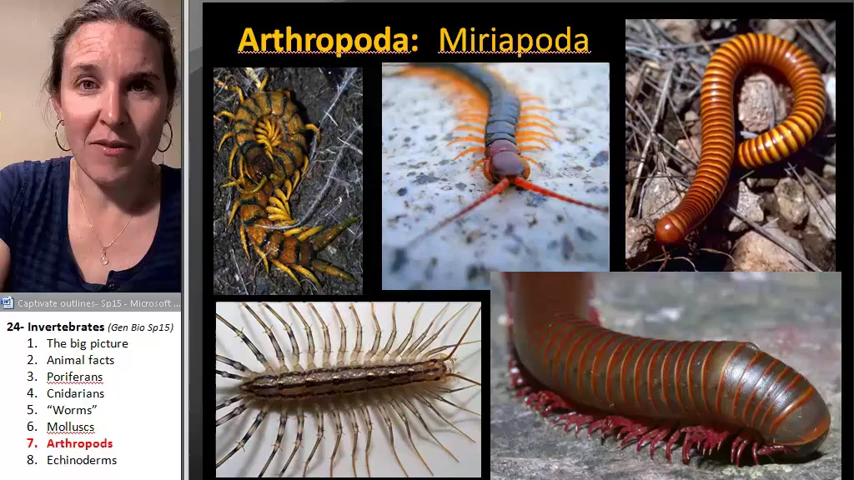 Arthropoda: Miriapoda
Captivate outlines- Sp15 - Microsoft ...
24- Invertebrates (Gen Bio Sp15)
1. The big picture
2. Animal facts
3. Poriferans
4. Cnidarians
5. “Worms”
6. Molluscs
7. Arthropods
8. Echinoderms